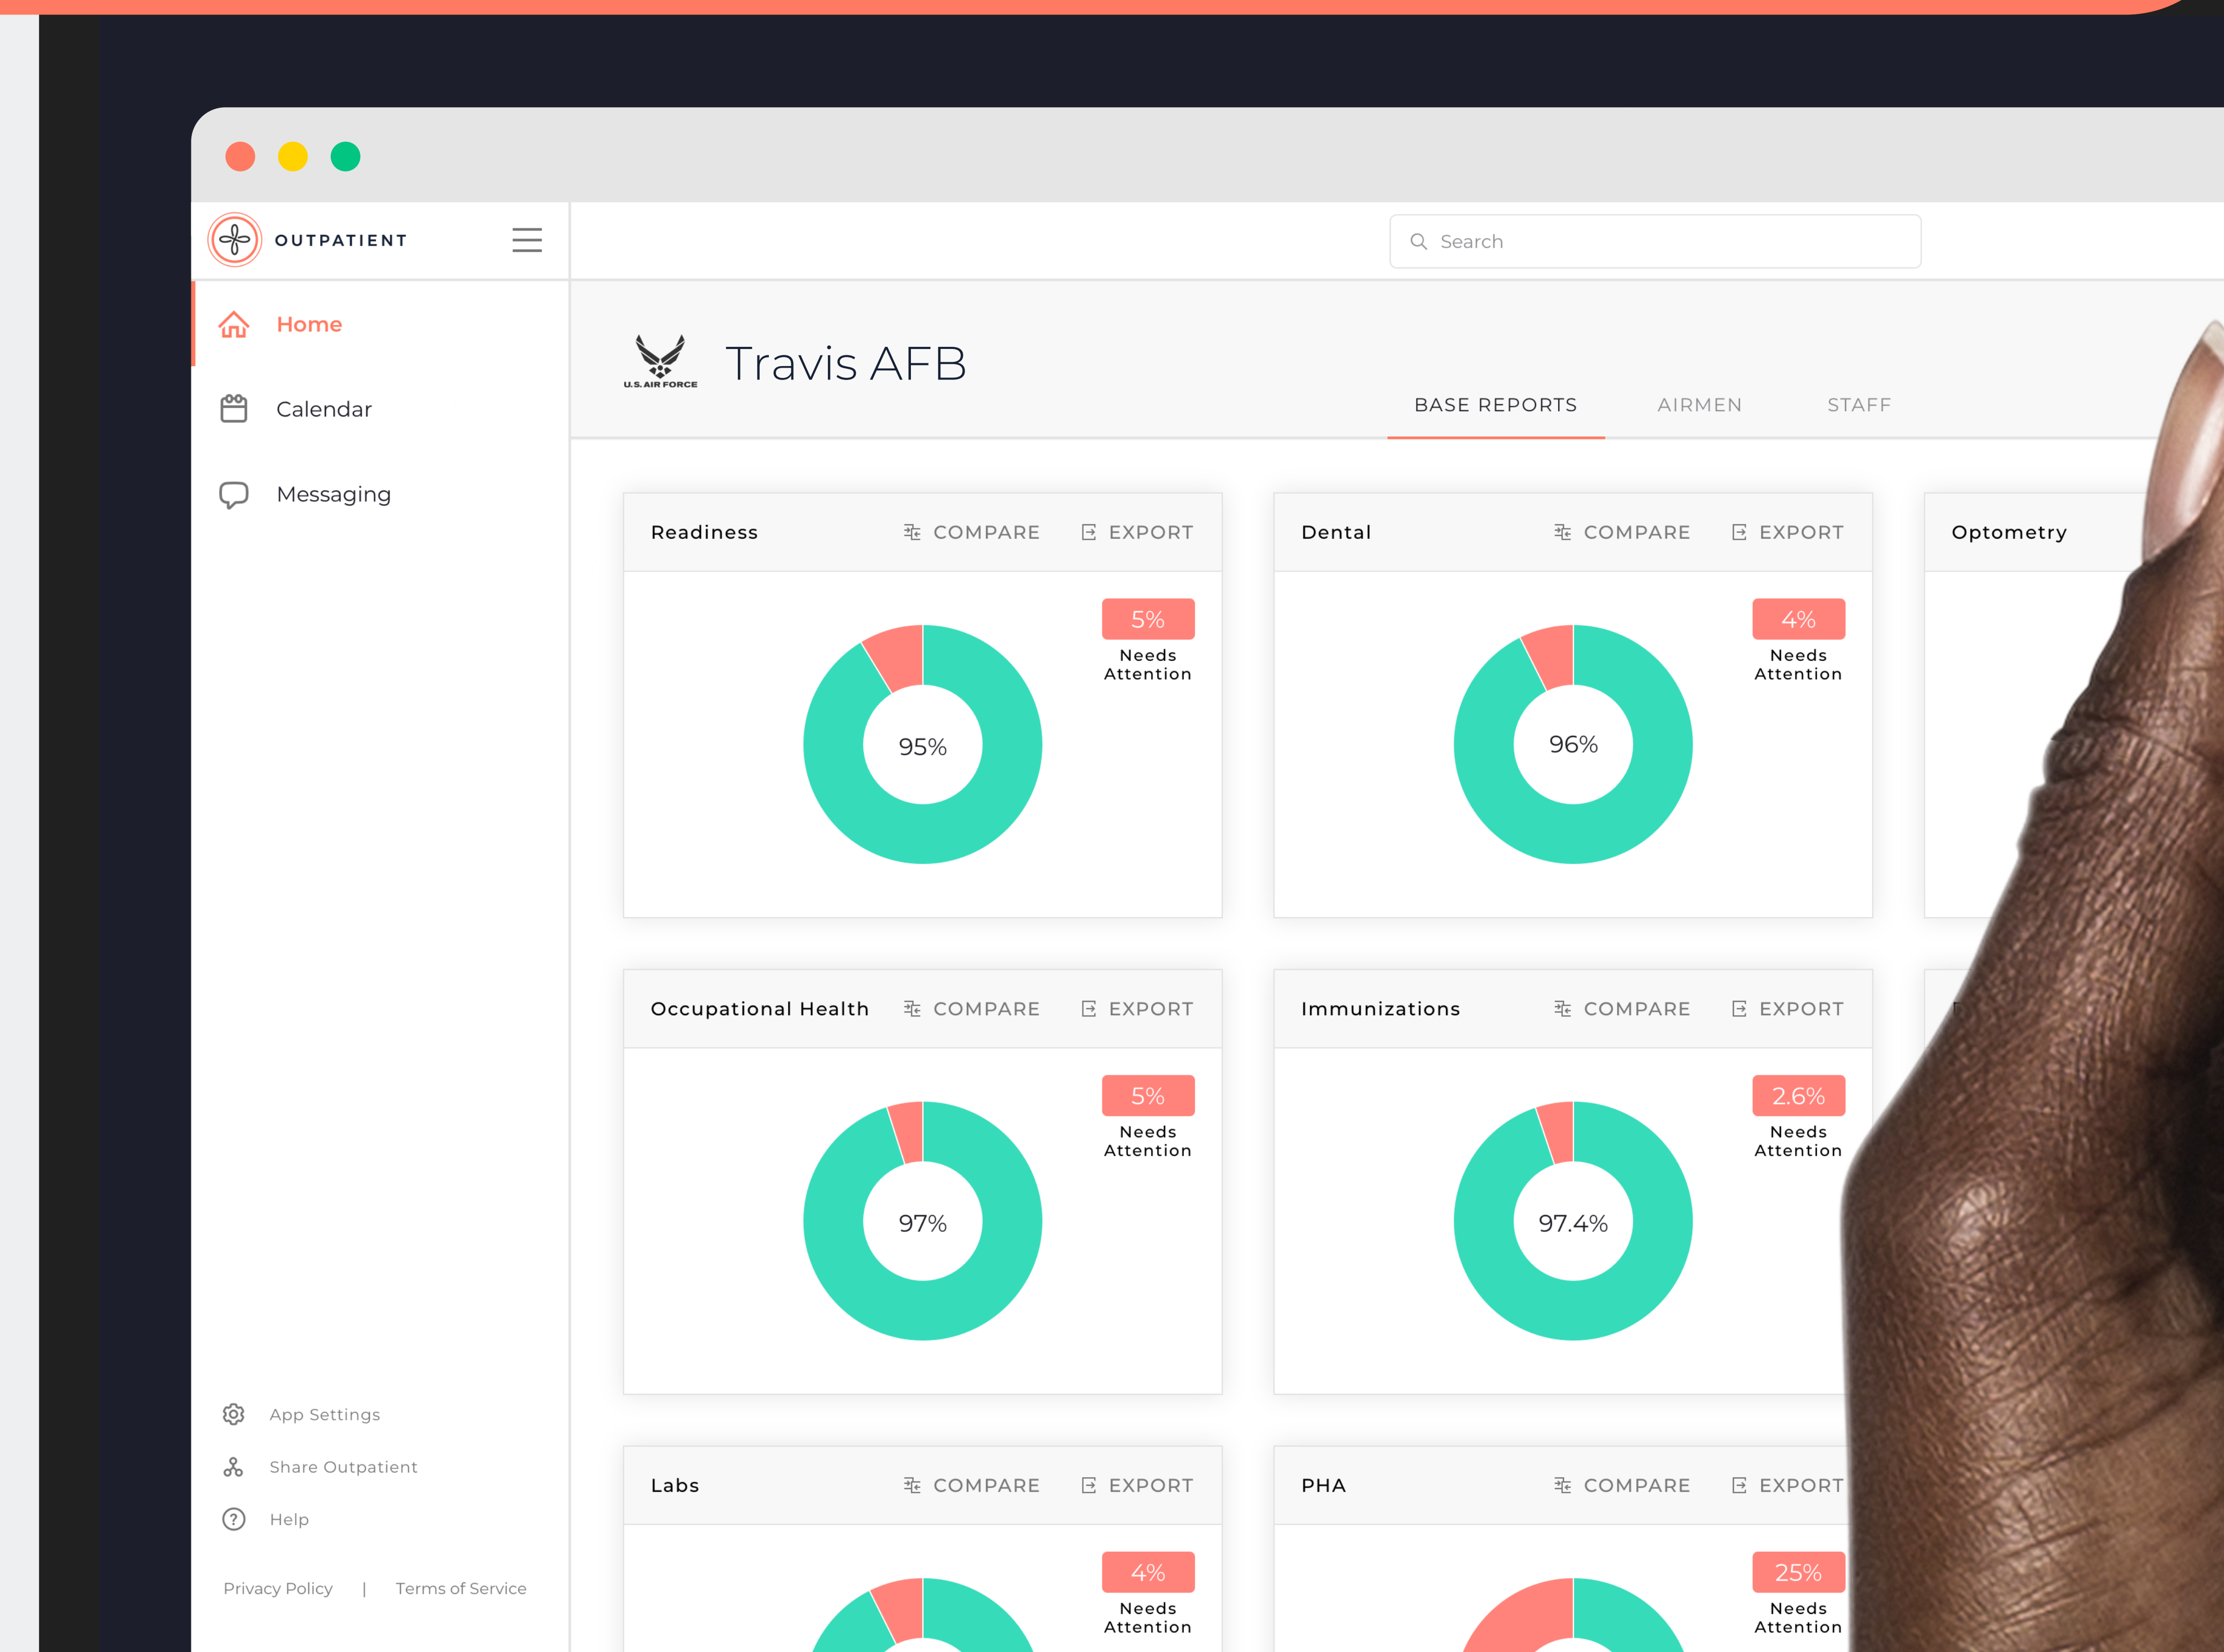 OUTPATIENT
Search
Home
Calendar
Messaging
U.S. AIR FORCE
Travis AFB
BASE REPORTS
AIRMEN
STAFF
Readiness
COMPARE
EXPORT
5%
Needs
Attention
95%
Dental
COMPARE
EXPORT
4%
Needs
Attention
96%
Optometry
Occupational Health
COMPARE
EXPORT
5%
Needs
Attention
97%
Immunizations
COMPARE
EXPORT
2.6%
Needs
Attention
97.4%
Labs
COMPARE
EXPORT
4%
Needs
Attention
PHA
COMPARE
EXPORT
25%
Needs
Attention
App Settings
Share Outpatient
Help
Privacy Policy | Terms of Service